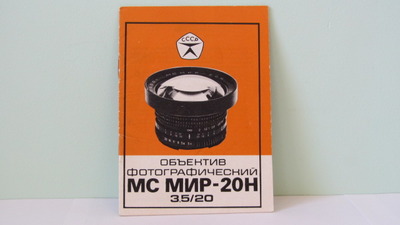 СССР
ОБЪЕКТИВ
ФОТОГРАФИЧЕСКИЙ
МС МИР-20Н
3.5/20